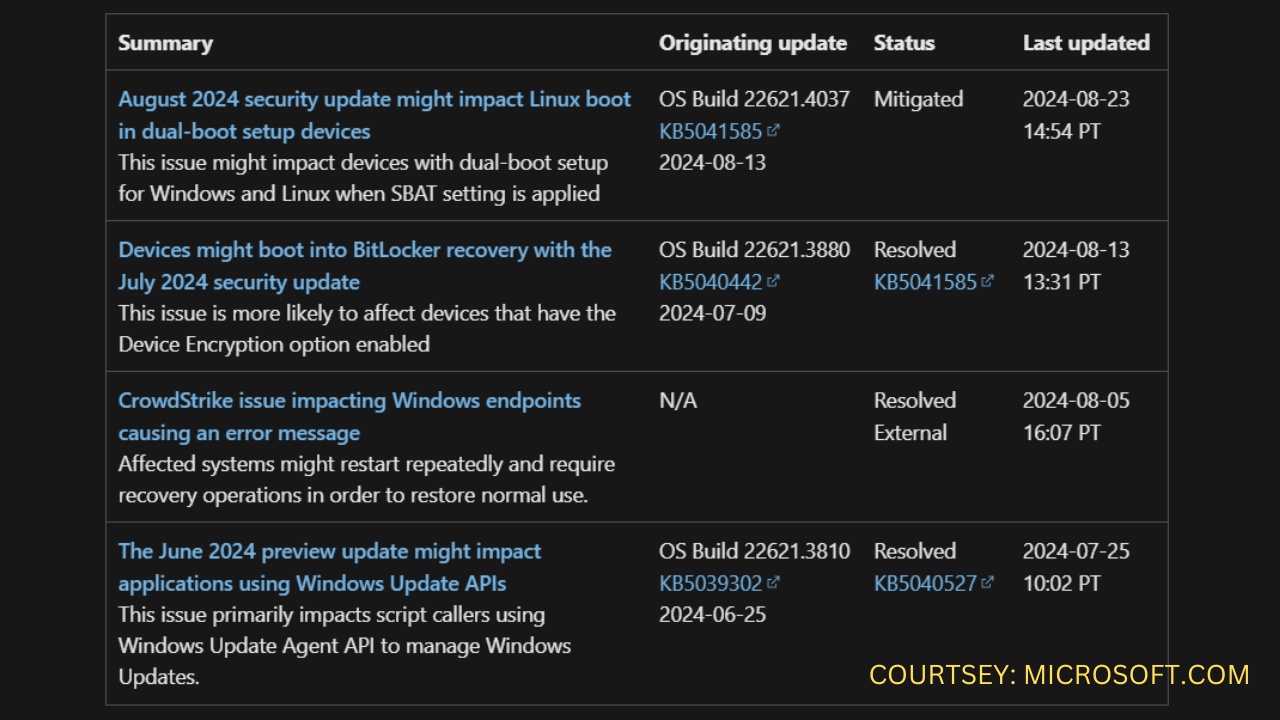 Summary Originating update Status Last updated
August 2024 security update might impact Linux boot OS Build 22621.4037 Mitigated 2024-08-23
in dual-boot setup devices KB5041585 14:54 PT
This issue might impact devices with dual-boot setup 2024-08-13
for Windows and Linux when SBAT setting is applied
Devices might boot into BitLocker recovery with the OS Build 22621.3880 Resolved 2024-08-13
July 2024 security update KB5040442 KB5041585 13:31 PT
This issue is more likely to affect devices that have the 2024-07-09
Device Encryption option enabled
CrowdStrike issue impacting Windows endpoints N/A Resolved 2024-08-05
causing an error message External 16:07 PT
Affected systems might restart repeatedly and require
recovery operations in order to restore normal use.
The June 2024 preview update might impact OS Build 22621.3810 Resolved 2024-07-25
applications using Windows Update APIs KB5039302 KB5040527 10:02 PT
This issue primarily impacts script callers using 2024-06-25
Windows Update Agent API to manage Windows
Updates.
COURTSEY: MICROSOFT.COM